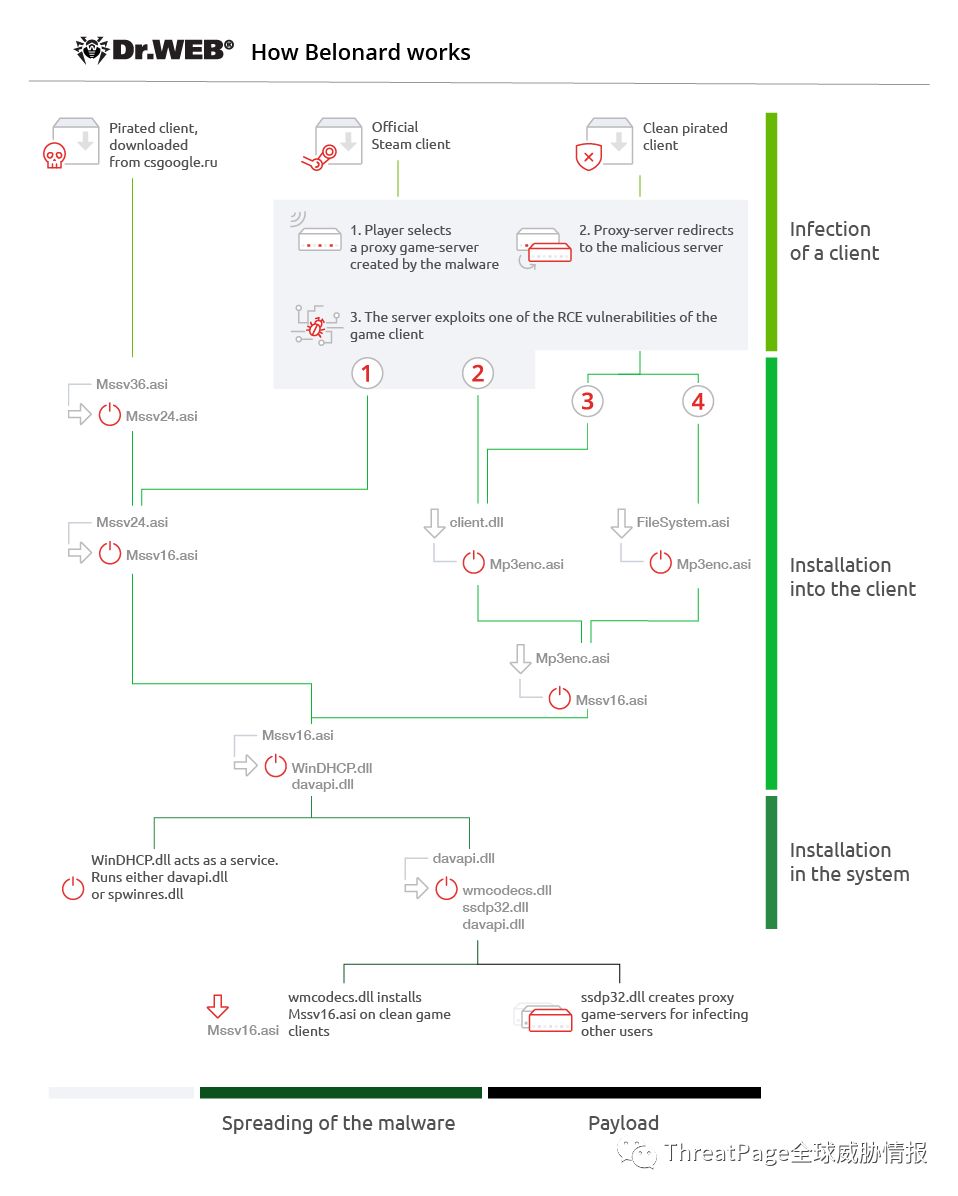 Dr.WEB® How Belonard works
Pirated client,
downloaded
from csgoogle.ru
Official
Steam client
Clean pirated
client
Infection
of a client
1. Player selects
a proxy game-server
created by the malware
2. Proxy-server redirects
to the malicious server
3. The server exploits one of the RCE vulnerabilities of the
game client
1
2
3
4
Mssv36.asi
Mssv24.asi
Mssv24.asi
Mssv16.asi
client.dll
Mp3enc.asi
FileSystem.asi
Mp3enc.asi
Installation
into the client
Mp3enc.asi
Mssv16.asi
Mssv16.asi
WinDHCP.dll
davapi.dll
WinDHCP.dll acts as a service.
Runs either davapi.dll
or spwinres.dll
davapi.dll
wmcodecs.dll
ssdp32.dll
davapi.dll
Installation
in the system
Mssv16.asi
wmcodecs.dll installs
Mssv16.asi on clean game
clients
ssdp32.dll creates proxy
game-servers for infecting
other users
Spreading of the malware
Payload
ThreatPage全球威胁情报